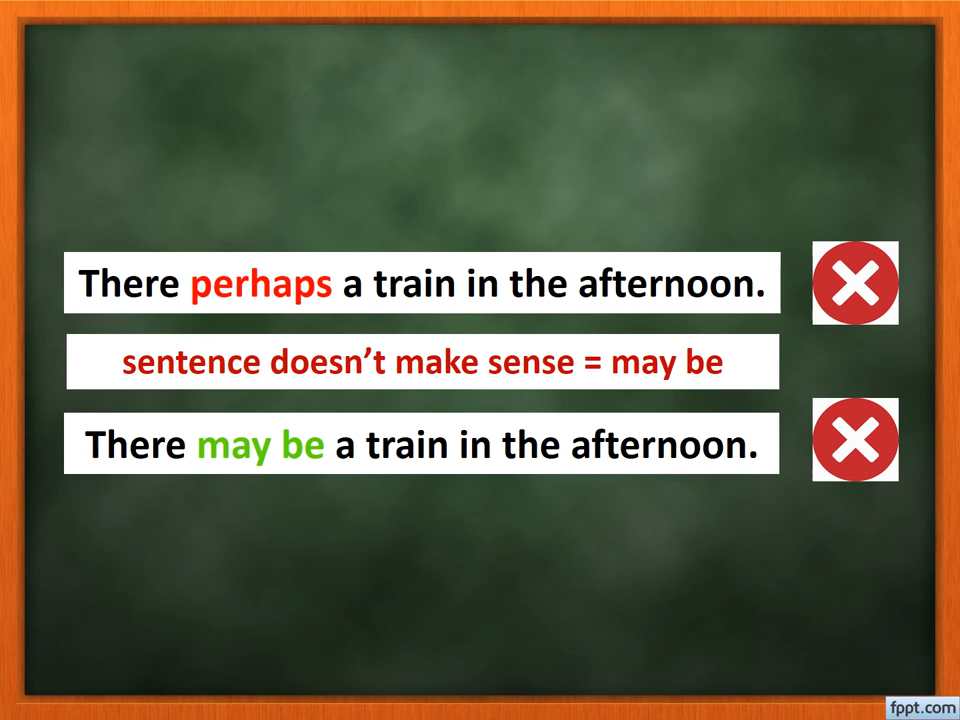 There perhaps a train in the afternoon.
sentence doesn’t make sense = may be
There may be a train in the afternoon.
fppt.com